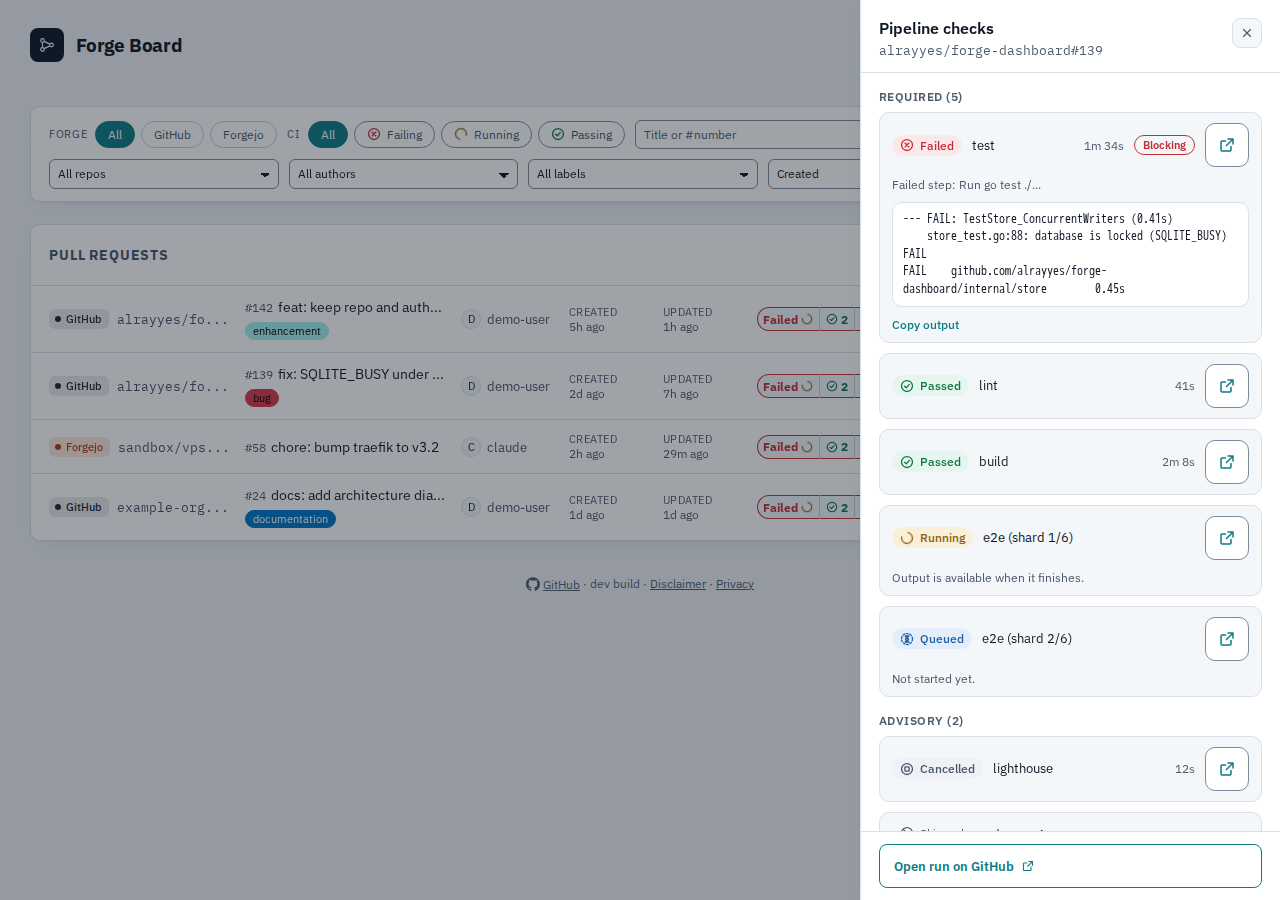 Forge Board
FORGE All GitHub Forgejo CI All Failing Running Passing Title or #number
All repos All authors All labels Created
PULL REQUESTS
GitHub alrayyes/fo... #142 feat: keep repo and auth... D demo-user CREATED UPDATED Failed 2
enhancement 5h ago 1h ago
GitHub alrayyes/fo... #139 fix: SQLITE_BUSY under ... D demo-user CREATED UPDATED Failed 2
bug 2d ago 7h ago
Forgejo sandbox/vps... #58 chore: bump traefik to v3.2 C claude CREATED UPDATED Failed 2
2h ago 29m ago
GitHub example-org... #24 docs: add architecture dia... D demo-user CREATED UPDATED Failed 2
documentation 1d ago 1d ago
GitHub · dev build · Disclaimer · Privacy
Pipeline checks
alrayyes/forge-dashboard#139
REQUIRED (5)
Failed test 1m 34s Blocking
Failed step: Run go test ./...
--- FAIL: TestStore_ConcurrentWriters (0.41s)
store_test.go:88: database is locked (SQLITE_BUSY)
FAIL
FAIL github.com/alrayyes/forge-
dashboard/internal/store 0.45s
Copy output
Passed lint 41s
Passed build 2m 8s
Running e2e (shard 1/6)
Output is available when it finishes.
Queued e2e (shard 2/6)
Not started yet.
ADVISORY (2)
Cancelled lighthouse 12s
Open run on GitHub